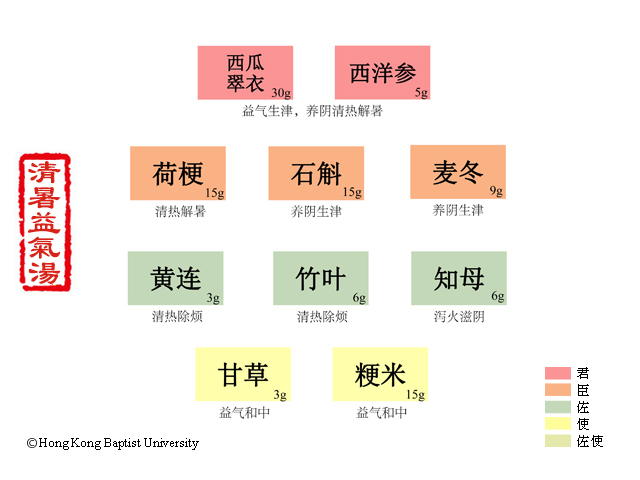 西瓜
翠衣
30g
西洋参
5g
益气生津，养阴清热解暑
荷梗
15g
清热解暑
石斛
15g
养阴生津
麦冬
9g
养阴生津
清暑益氣湯
黄连
3g
清热除烦
竹叶
6g
清热除烦
知母
6g
泻火滋阴
甘草
3g
益气和中
粳米
15g
益气和中
君
臣
佐
使
佐使
©Hong Kong Baptist University